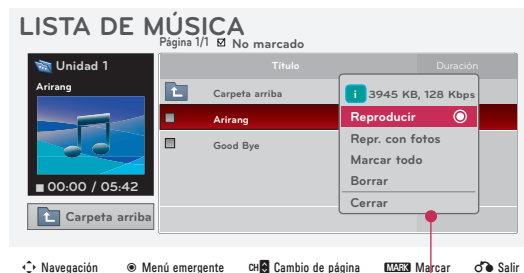 LISTA DE MÚSICA
Página 1/1 No marcado
Unidad 1
Arirang
00:00 / 05:42
Carpeta arriba
Título Duración
Carpeta arriba
Arirang
Good Bye
i 3945 KB, 128 Kbps
Reproducir
Repr. con fotos
Marcar todo
Borrar
Cerrar
Navegación Menú emergente CH Cambio de página MARK Marcar Salir